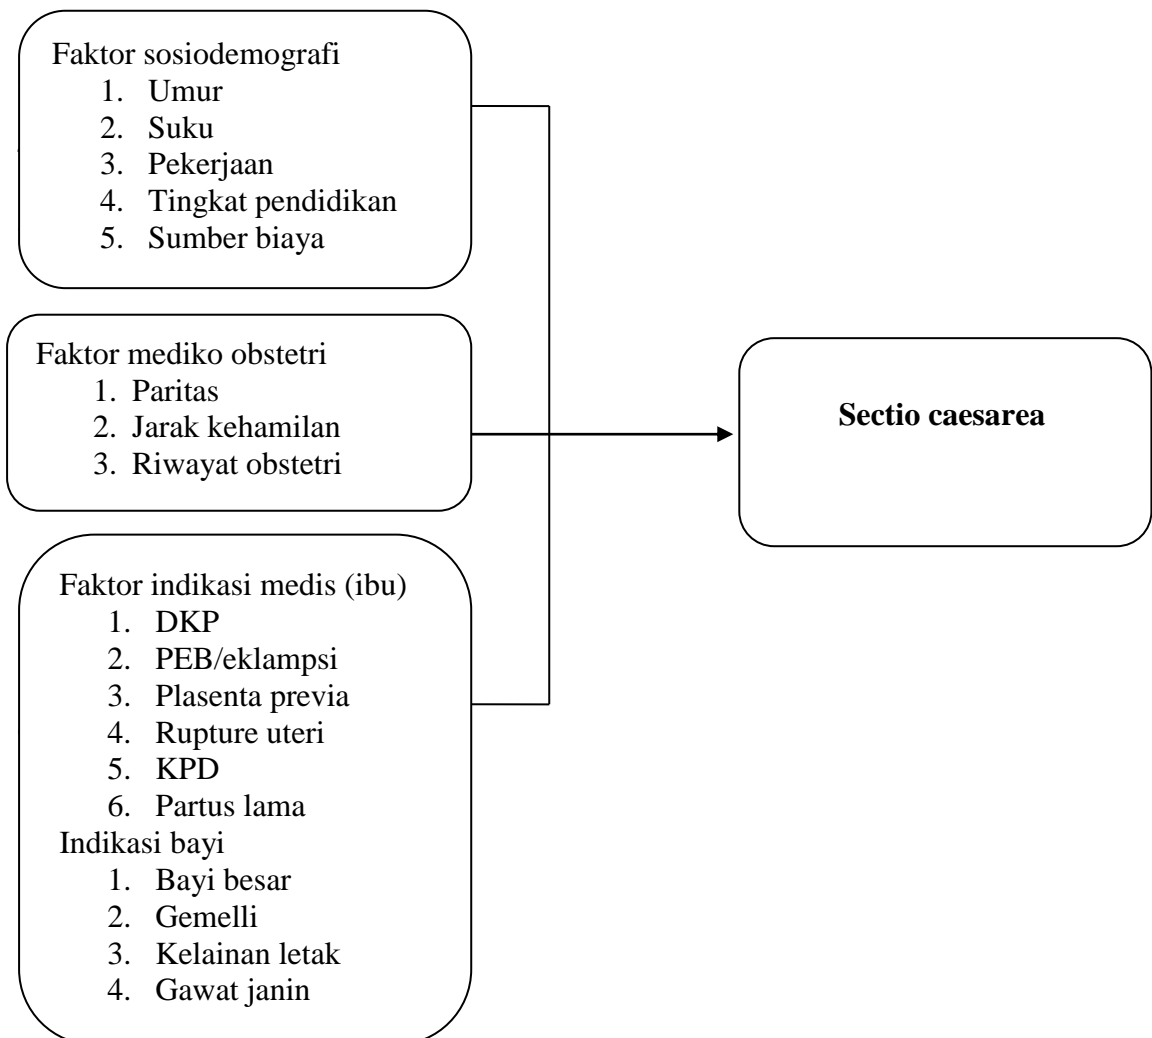 Faktor sosiodemografi
1. Umur
2. Suku
3. Pekerjaan
4. Tingkat pendidikan
5. Sumber biaya
Faktor mediko obstetri
1. Paritas
2. Jarak kehamilan
3. Riwayat obstetri
Sectio caesarea
Faktor indikasi medis (ibu)
1. DKP
2. PEB/eklampsi
3. Plasenta previa
4. Rupture uteri
5. KPD
6. Partus lama
Indikasi bayi
1. Bayi besar
2. Gemelli
3. Kelainan letak
4. Gawat janin